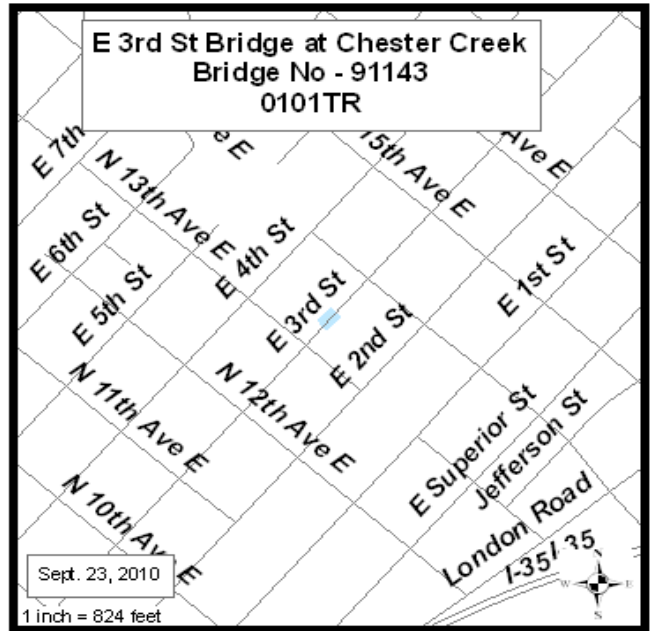 E 3rd St Bridge at Chester Creek
Bridge No - 91143
0101TR
E 7th
ve E
15th Ave E
Ave E
N 13th Ave E
E 6th St
E 4th St
E 5th St
E 3rd St
E 1st St
E 2nd St
N 11th Ave E
N 12th Ave E
E Superior St
Jefferson St
N 10th Ave E
London Road
I-35
I-35
N
W
E
S
Sept. 23, 2010
1 inch = 824 feet